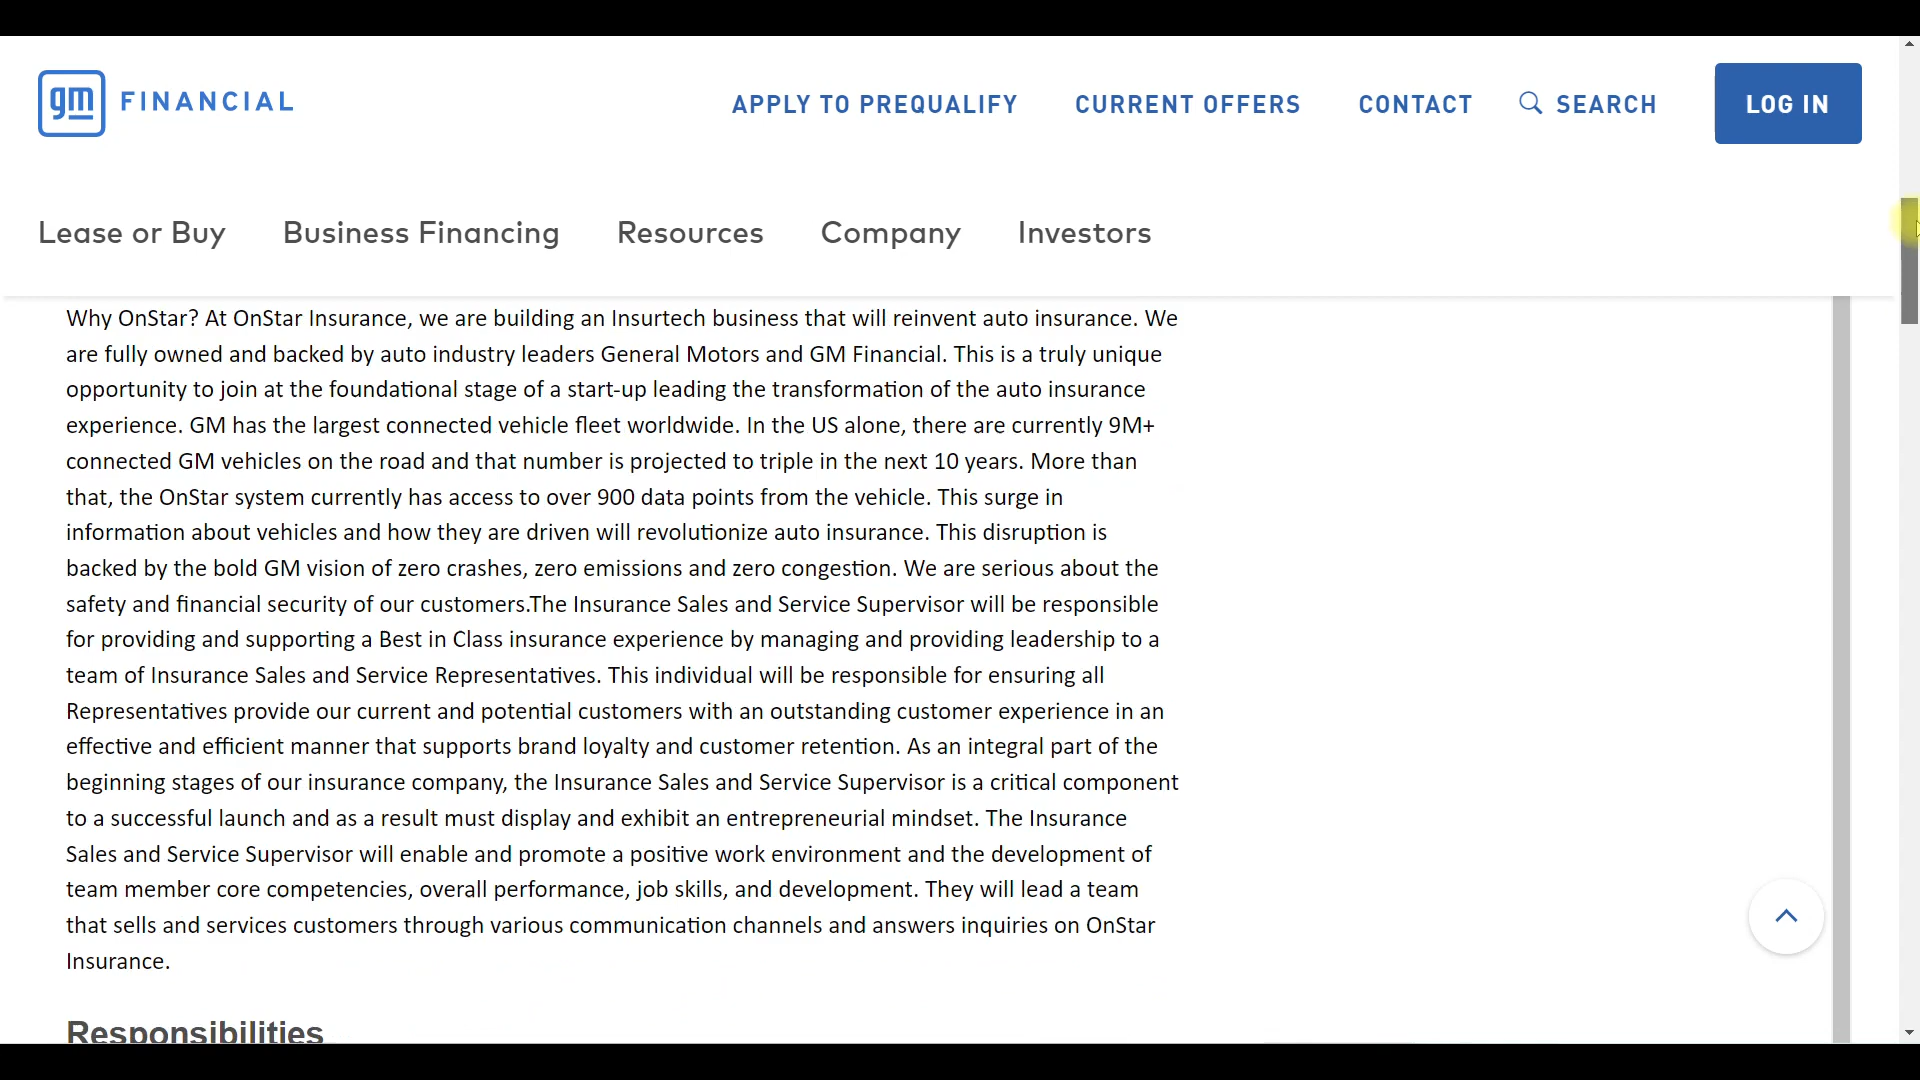 gm FINANCIAL
APPLY TO PREQUALIFY
CURRENT OFFERS
CONTACT
SEARCH
LOG IN
Lease or Buy
Business Financing
Resources
Company
Investors
Why OnStar? At OnStar Insurance, we are building an Insurtech business that will reinvent auto insurance. We
are fully owned and backed by auto industry leaders General Motors and GM Financial. This is a truly unique
opportunity to join at the foundational stage of a start-up leading the transformation of the auto insurance
experience. GM has the largest connected vehicle fleet worldwide. In the US alone, there are currently 9M+
connected GM vehicles on the road and that number is projected to triple in the next 10 years. More than
that, the OnStar system currently has access to over 900 data points from the vehicle. This surge in
information about vehicles and how they are driven will revolutionize auto insurance. This disruption is
backed by the bold GM vision of zero crashes, zero emissions and zero congestion. We are serious about the
safety and financial security of our customers.The Insurance Sales and Service Supervisor will be responsible
for providing and supporting a Best in Class insurance experience by managing and providing leadership to a
team of Insurance Sales and Service Representatives. This individual will be responsible for ensuring all
Representatives provide our current and potential customers with an outstanding customer experience in an
effective and efficient manner that supports brand loyalty and customer retention. As an integral part of the
beginning stages of our insurance company, the Insurance Sales and Service Supervisor is a critical component
to a successful launch and as a result must display and exhibit an entrepreneurial mindset. The Insurance
Sales and Service Supervisor will enable and promote a positive work environment and the development of
team member core competencies, overall performance, job skills, and development. They will lead a team
that sells and services customers through various communication channels and answers inquiries on OnStar
Insurance.
Responsibilities